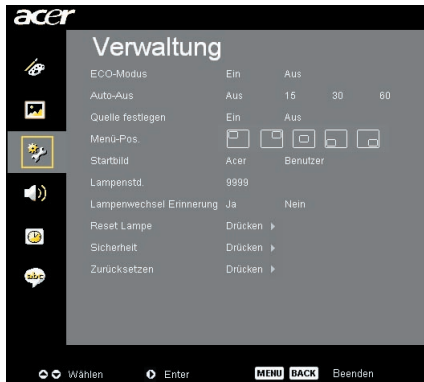 acer
Verwaltung
ECO-Modus Ein Aus
Auto-Aus Aus 15 30 60
Quelle festlegen Ein Aus
Menü-Pos.
Startbild Acer Benutzer
Lampenstd. 9999
Lampenwechsel Erinnerung Ja Nein
Reset Lampe Drücken
Sicherheit Drücken
Zurücksetzen Drücken
abc
Wählen Enter MENU BACK Beenden